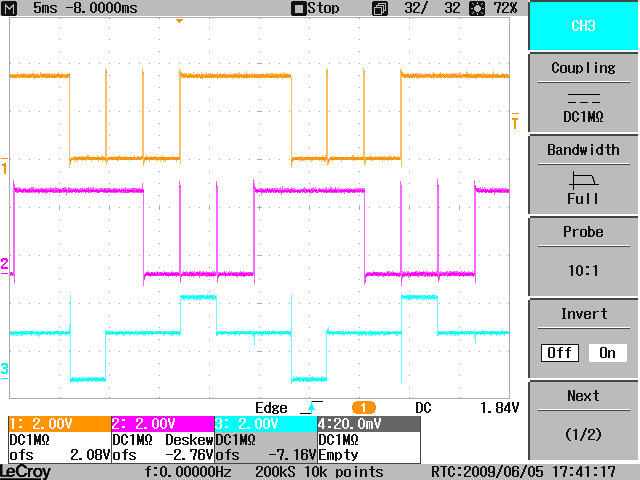 M 5ms -8.0000ms Stop 32/ 32 72%
CH3
Coupling
DC1MΩ
Bandwidth
Full
Probe
10:1
Invert
Off On
Next
(1/2)
T
1
2
3
Edge 1 DC 1.84V
1: 2.00V 2: 2.00V 3: 2.00V 4:20.0mV
DC1MΩ DC1MΩ Deskew DC1MΩ DC1MΩ
ofs 2.08V ofs -2.76V ofs -7.16V Empty
LeCroy f:0.00000Hz 200kS 10k points RTC:2009/06/05 17:41:17